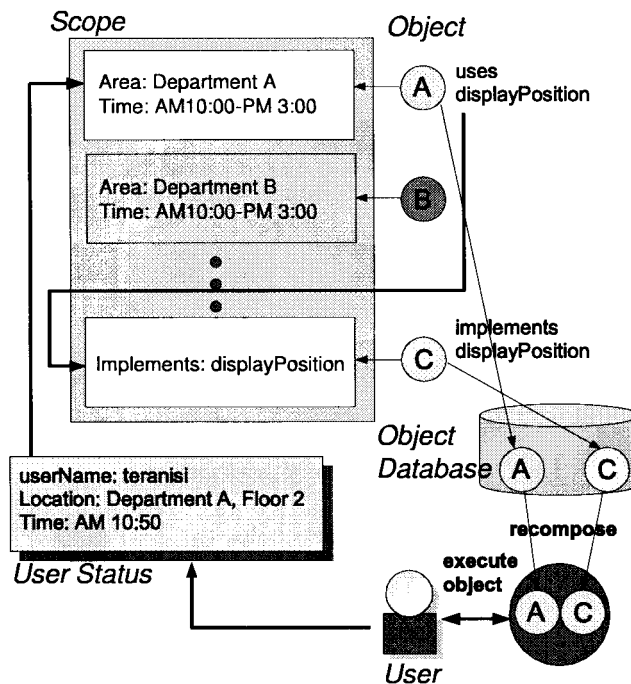 Scope
Object
Area: Department A
Time: AM10:00-PM 3:00
A
uses
displayPosition
Area: Department B
Time: AM10:00-PM 3:00
B
Implements: displayPosition
C
implements
displayPosition
Object
Database
A
C
userName: teranisi
Location: Department A, Floor 2
Time: AM 10:50
User Status
recompose
execute
object
A
C
User